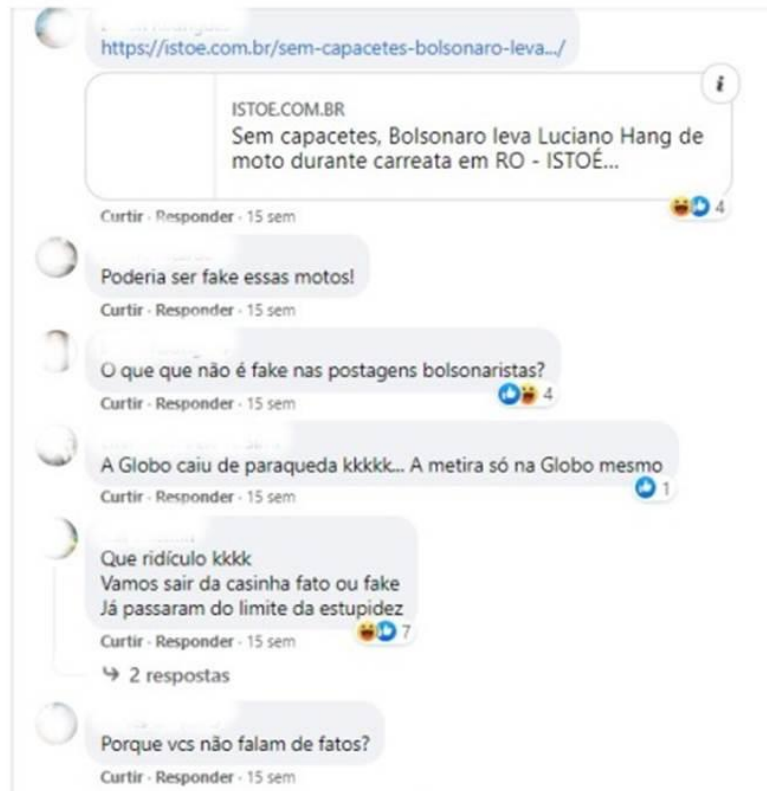 https://istoe.com.br/sem-capacetes-bolsonaro-leva.../
i
ISTOE.COM.BR
Sem capacetes, Bolsonaro leva Luciano Hang de
moto durante carreata em RO - ISTOÉ...
4
Curtir · Responder · 15 sem
Poderia ser fake essas motos!
Curtir · Responder · 15 sem
O que que não é fake nas postagens bolsonaristas?
4
Curtir · Responder · 15 sem
A Globo caiu de paraqueda kkkkk... A metira só na Globo mesmo
1
Curtir · Responder · 15 sem
Que ridículo kkkk
Vamos sair da casinha fato ou fake
Já passaram do limite da estupidez
7
Curtir · Responder · 15 sem
2 respostas
Porque vcs não falam de fatos?
Curtir · Responder · 15 sem